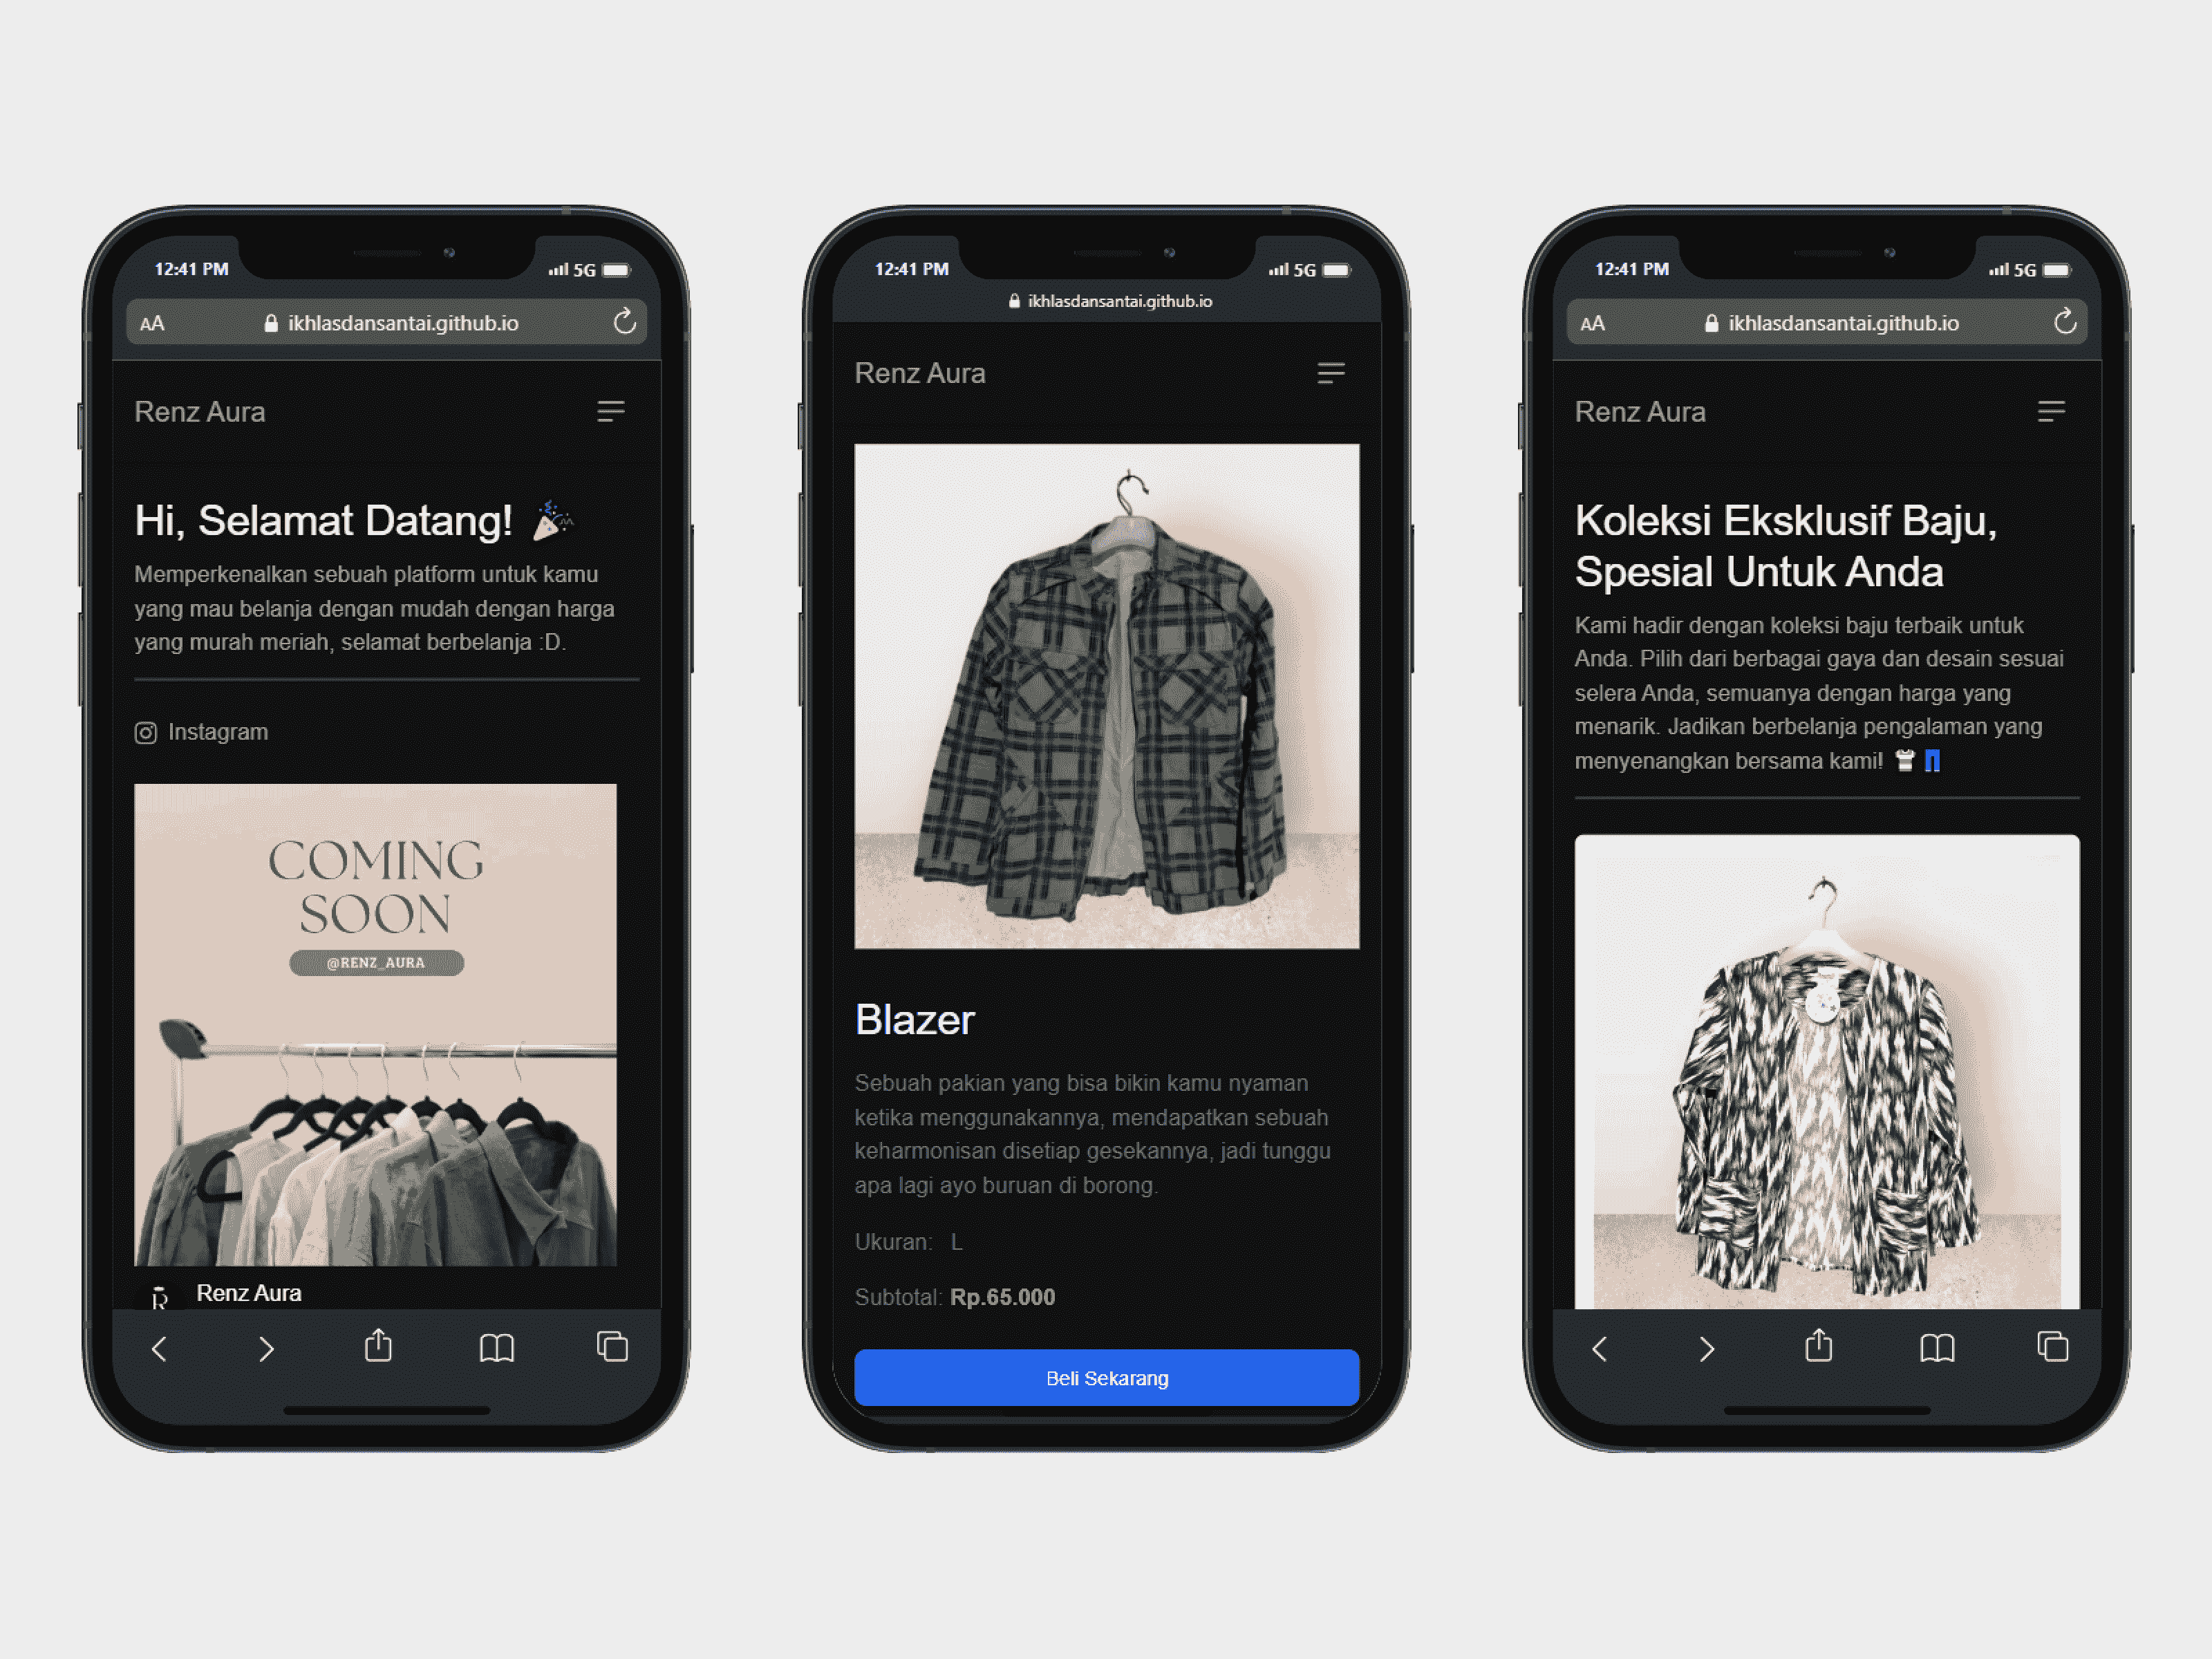 12:41 PM
5G
AA
ikhlasdansantai.github.io
Renz Aura
Hi, Selamat Datang!
Memperkenalkan sebuah platform untuk kamu
yang mau belanja dengan mudah dengan harga
yang murah meriah, selamat berbelanja :D.
Instagram
COMING
SOON
@RENZ_AURA
R
Renz Aura
12:41 PM
5G
ikhlasdansantai.github.io
Renz Aura
Blazer
Sebuah pakian yang bisa bikin kamu nyaman
ketika menggunakannya, mendapatkan sebuah
keharmonisan disetiap gesekannya, jadi tunggu
apa lagi ayo buruan di borong.
Ukuran: L
Subtotal: Rp.65.000
Beli Sekarang
12:41 PM
5G
AA
ikhlasdansantai.github.io
Renz Aura
Koleksi Eksklusif Baju,
Spesial Untuk Anda
Kami hadir dengan koleksi baju terbaik untuk
Anda. Pilih dari berbagai gaya dan desain sesuai
selera Anda, semuanya dengan harga yang
menarik. Jadikan berbelanja pengalaman yang
menyenangkan bersama kami!